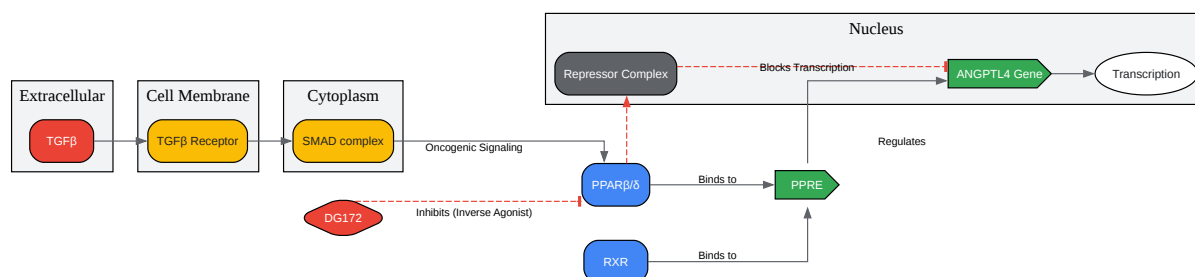 Nucleus
Repressor Complex
Blocks Transcription
ANGPTL4 Gene
Transcription
Extracellular
Cell Membrane
Cytoplasm
TGFβ
TGFβ Receptor
SMAD complex
Oncogenic Signaling
Regulates
PPARβ/δ
Binds to
PPRE
DG172
Inhibits (Inverse Agonist)
RXR
Binds to